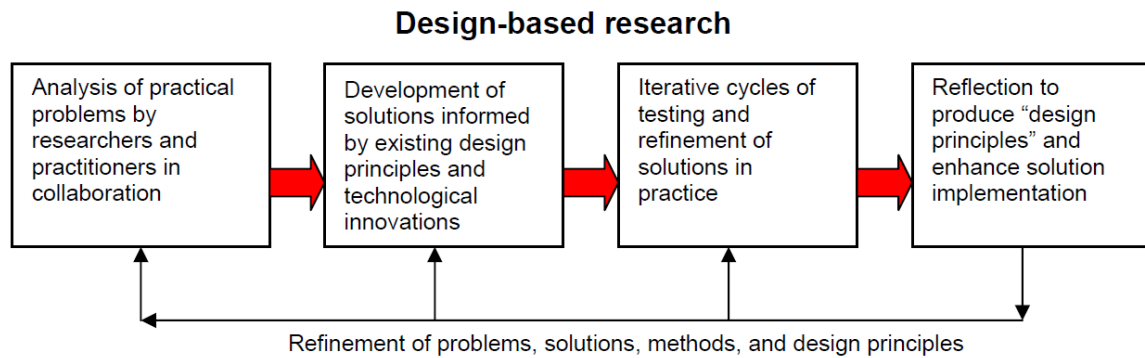 Design-based research
Analysis of practical
problems by
researchers and
practitioners in
collaboration
Development of
solutions informed
by existing design
principles and
technological
innovations
Iterative cycles of
testing and
refinement of
solutions in
practice
Reflection to
produce “design
principles” and
enhance solution
implementation
Refinement of problems, solutions, methods, and design principles